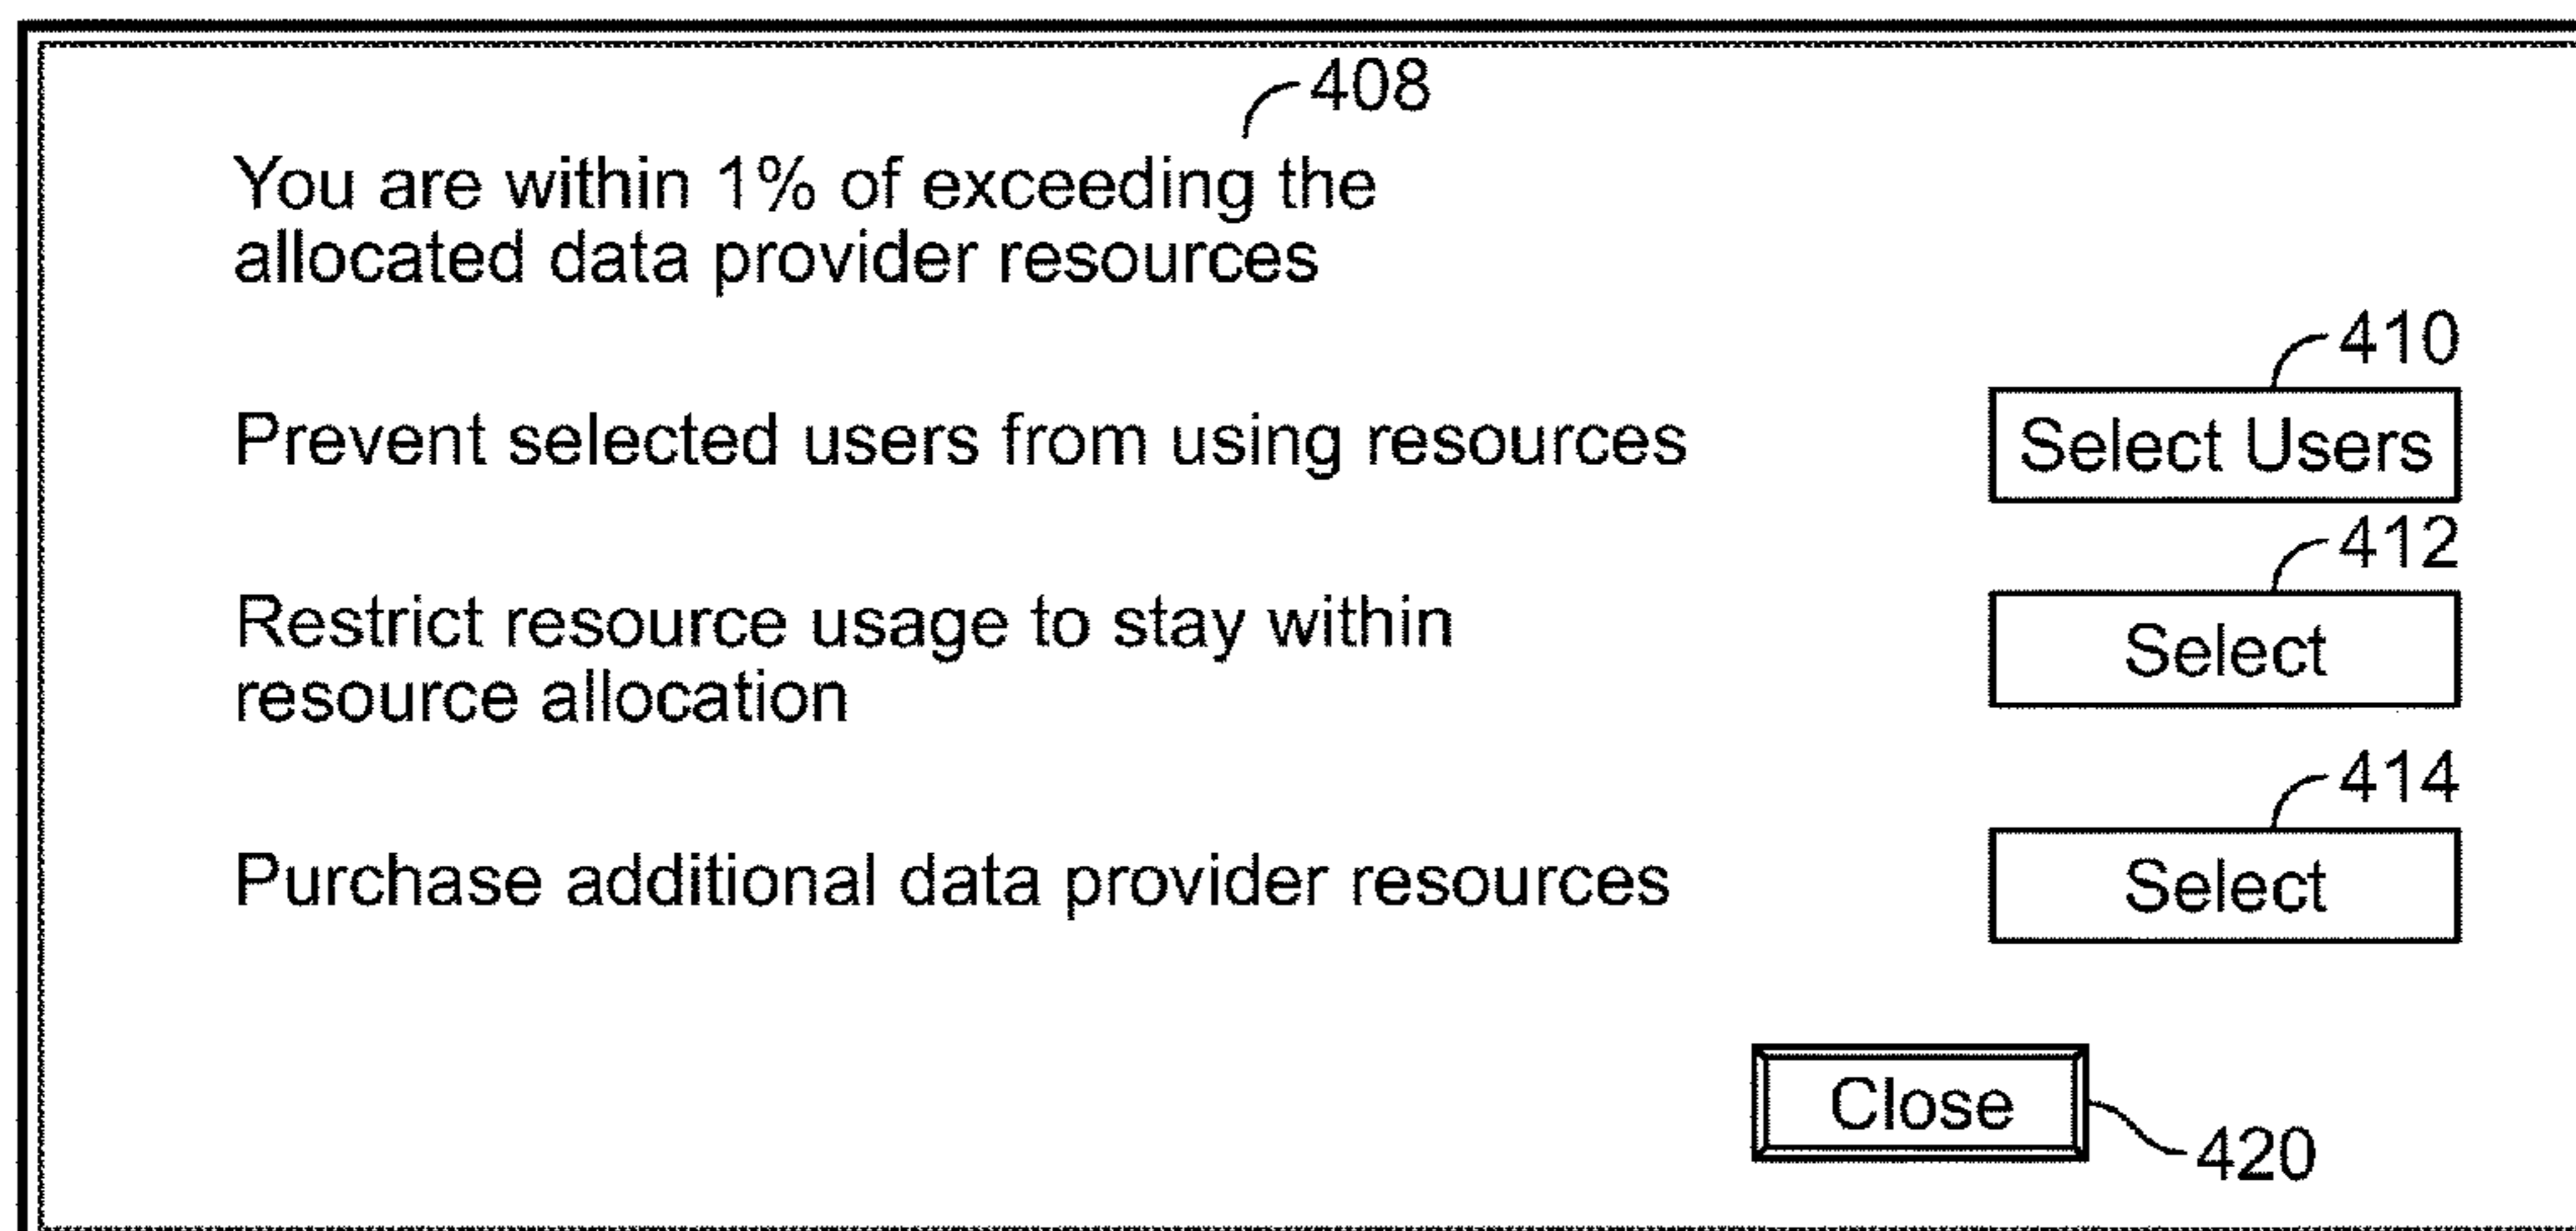 408
You are within 1% of exceeding the
allocated data provider resources
410
Prevent selected users from using resources
Select Users
412
Restrict resource usage to stay within
resource allocation
Select
414
Purchase additional data provider resources
Select
Close
420